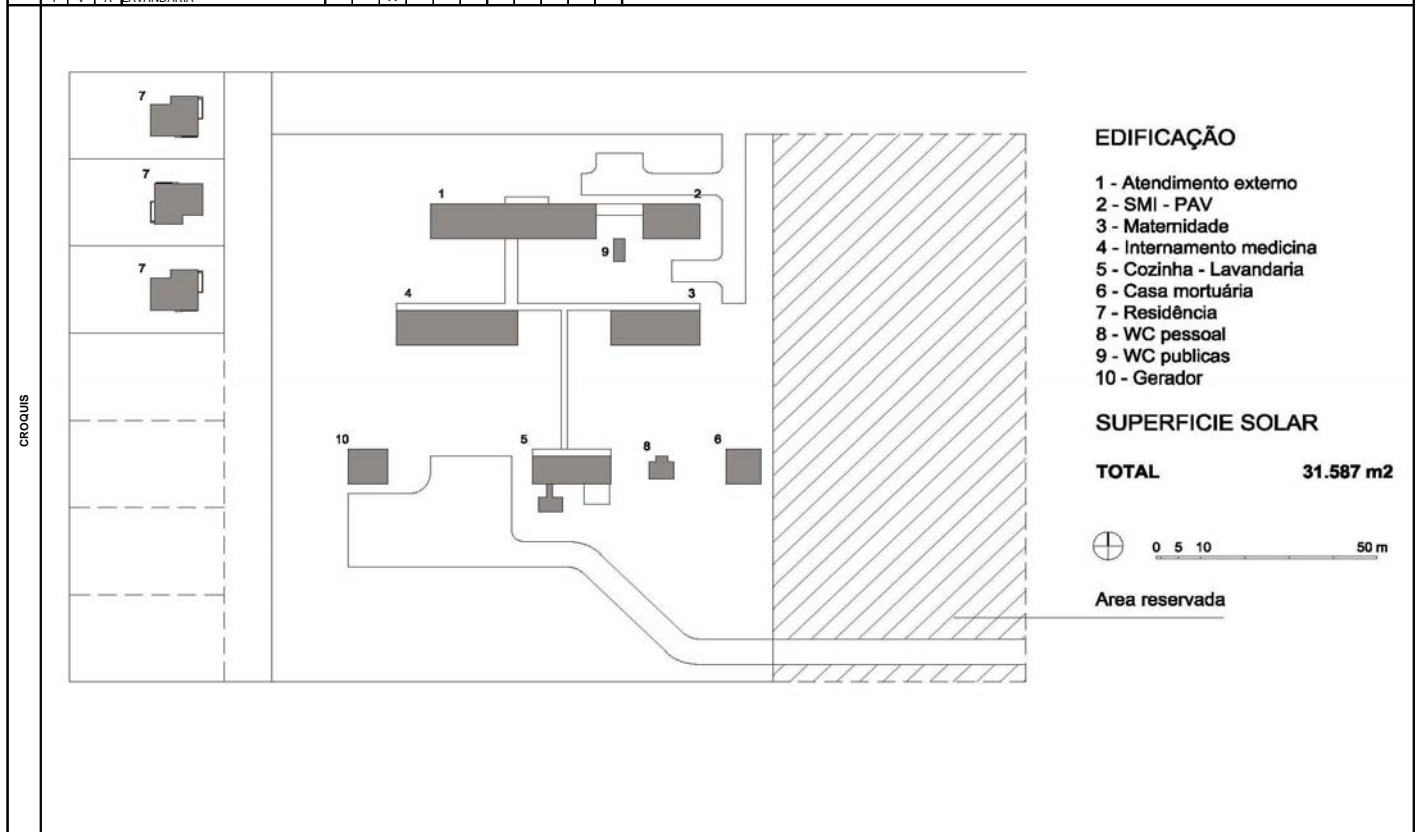 CROQUIS
7
7
7
1
2
9
4
3
10
5
8
6
EDIFICAÇÃO
1 - Atendimento externo
2 - SMI - PAV
3 - Maternidade
4 - Internamento medicina
5 - Cozinha - Lavandaria
6 - Casa mortuária
7 - Residência
8 - WC pessoal
9 - WC publicas
10 - Gerador
SUPERFICIE SOLAR
TOTAL 31.587 m2
0 5 10 50 m
Area reservada